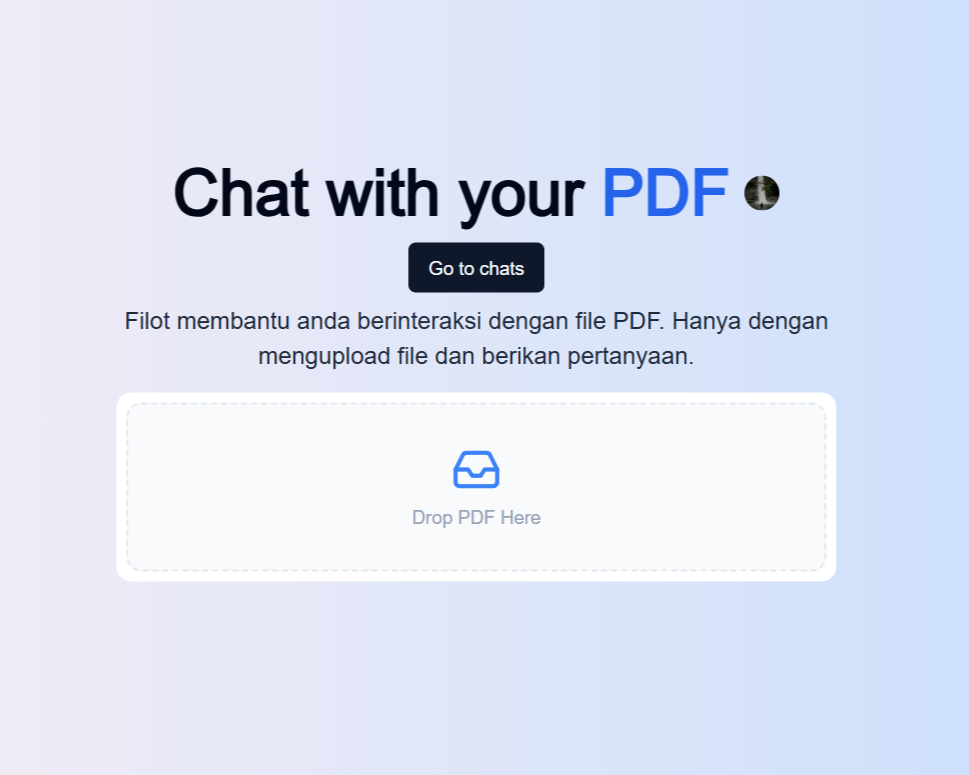 Chat with your PDF
Go to chats
Filot membantu anda berinteraksi dengan file PDF. Hanya dengan
mengupload file dan berikan pertanyaan.
Drop PDF Here